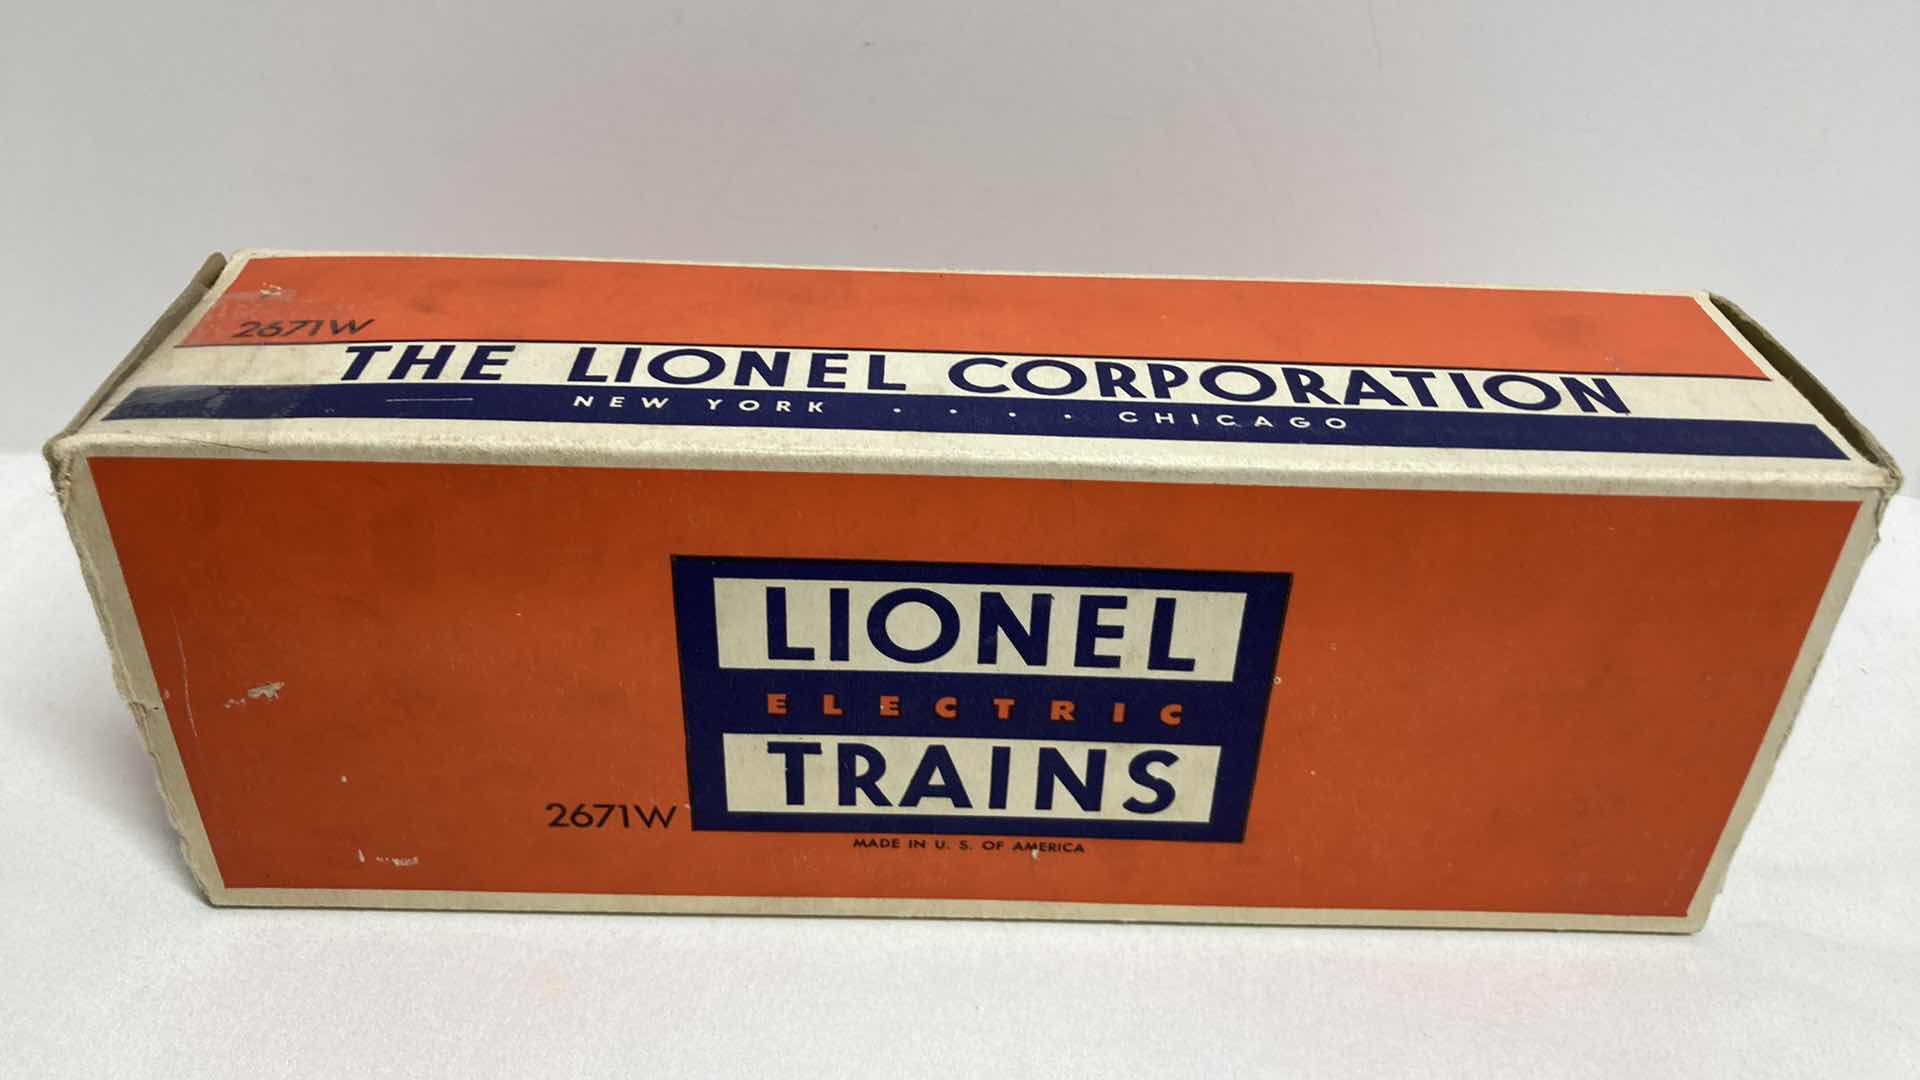 2671W
THE LIONEL CORPORATION
NEW YORK . . . . CHICAGO
LIONEL
ELECTRIC
TRAINS
2671W
MADE IN U. S. OF AMERICA